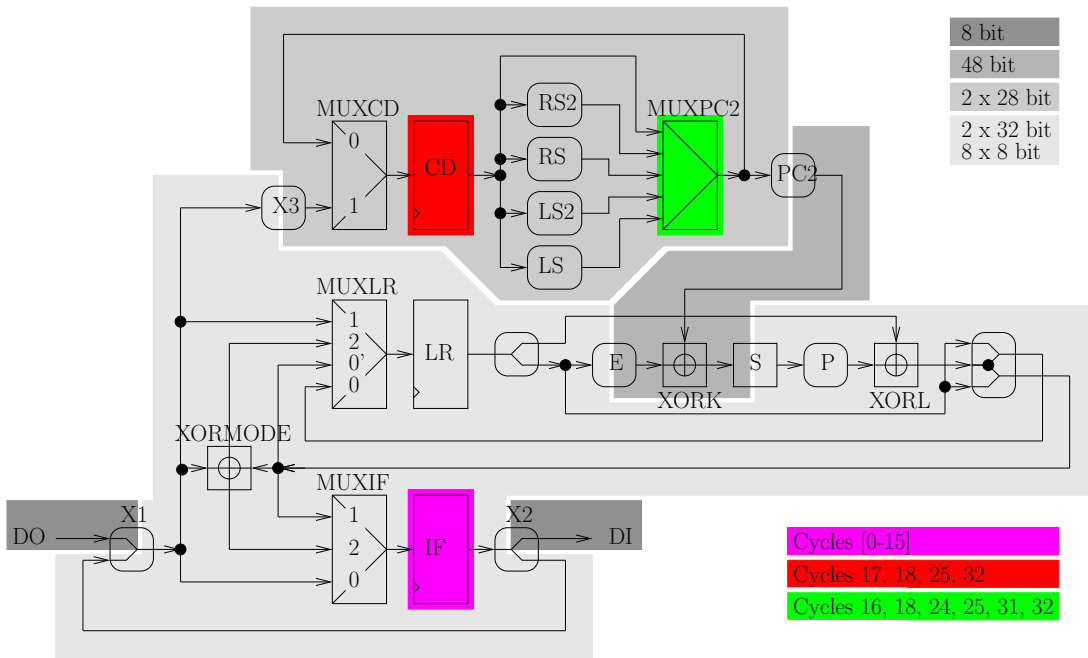 8 bit
48 bit
2 x 28 bit
2 x 32 bit
8 x 8 bit
MUXCD
0
1
CD
RS2
RS
LS2
LS
MUXPC2
PC2
X3
MUXLR
1
2
0'
0
LR
E
XORK
S
P
XORL
XORMODE
MUXIF
1
2
0
IF
X1
DO
X2
DI
Cycles [0-15]
Cycles 17, 18, 25, 32
Cycles 16, 18, 24, 25, 31, 32